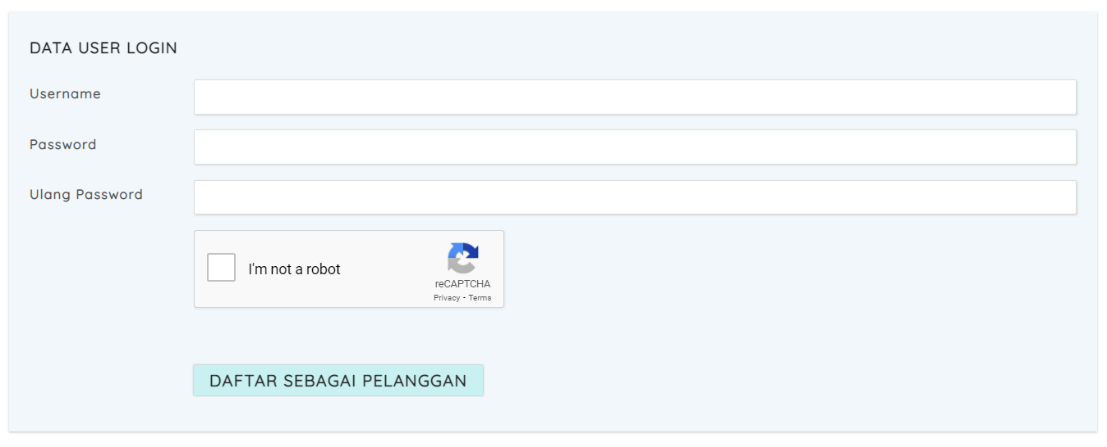 DATA USER LOGIN
Username
Password
Ulang Password
I'm not a robot
reCAPTCHA
Privacy - Terms
DAFTAR SEBAGAI PELANGGAN